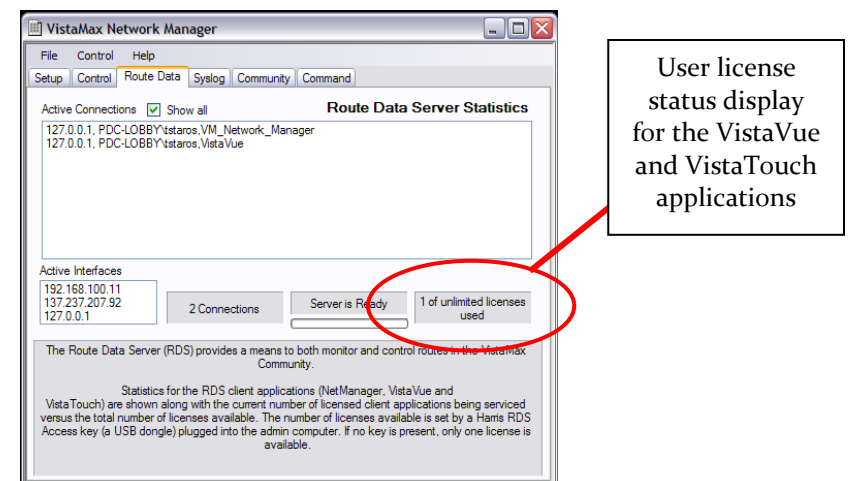 VistaMax Network Manager
File Control Help
Setup Control Route Data Syslog Community Command
Active Connections Show all Route Data Server Statistics
127.0.0.1, PDC-LOBBY\tstaros,VM_Network_Manager
127.0.0.1, PDC-LOBBY\tstaros,VistaVue
Active Interfaces
192.168.100.11
137.237.207.92
127.0.0.1
2 Connections
Server is Ready
1 of unlimited licenses
used
The Route Data Server (RDS) provides a means to both monitor and control routes in the VistaMax
Community.
Statistics for the RDS client applications (NetManager, VistaVue and
VistaTouch) are shown along with the current number of licensed client applications being serviced
versus the total number of licenses available. The number of licenses available is set by a Harris RDS
Access key (a USB dongle) plugged into the admin computer. If no key is present, only one license is
available.
User license
status display
for the VistaVue
and VistaTouch
applications